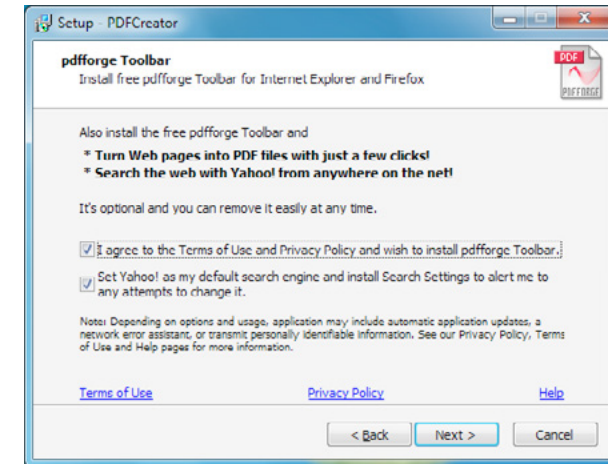 Setup - PDFCreator
pdfforge Toolbar
Install free pdfforge Toolbar for Internet Explorer and Firefox
PDF
PDFFORGE
Also install the free pdfforge Toolbar and
* Turn Web pages into PDF files with just a few clicks!
* Search the web with Yahoo! from anywhere on the net!
It's optional and you can remove it easily at any time.
I agree to the Terms of Use and Privacy Policy and wish to install pdfforge Toolbar.
Set Yahoo! as my default search engine and install Search Settings to alert me to
any attempts to change it.
Note: Depending on options and usage, application may include automatic application updates, a
network error assistant, or transmit personally identifiable information. See our Privacy Policy, Terms
of Use and Help pages for more information.
Terms of Use Privacy Policy Help
< Back Next > Cancel